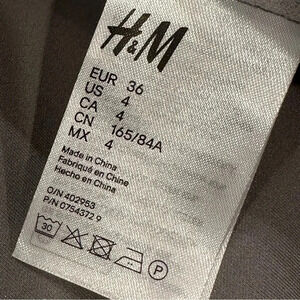 H&M
EUR 36
US 4
CA 4
CN 165/84A
MX 4
Made in China
Fabriqué en Chine
Hecho en China
O/N 402953
P/N 0754372 9
30
P